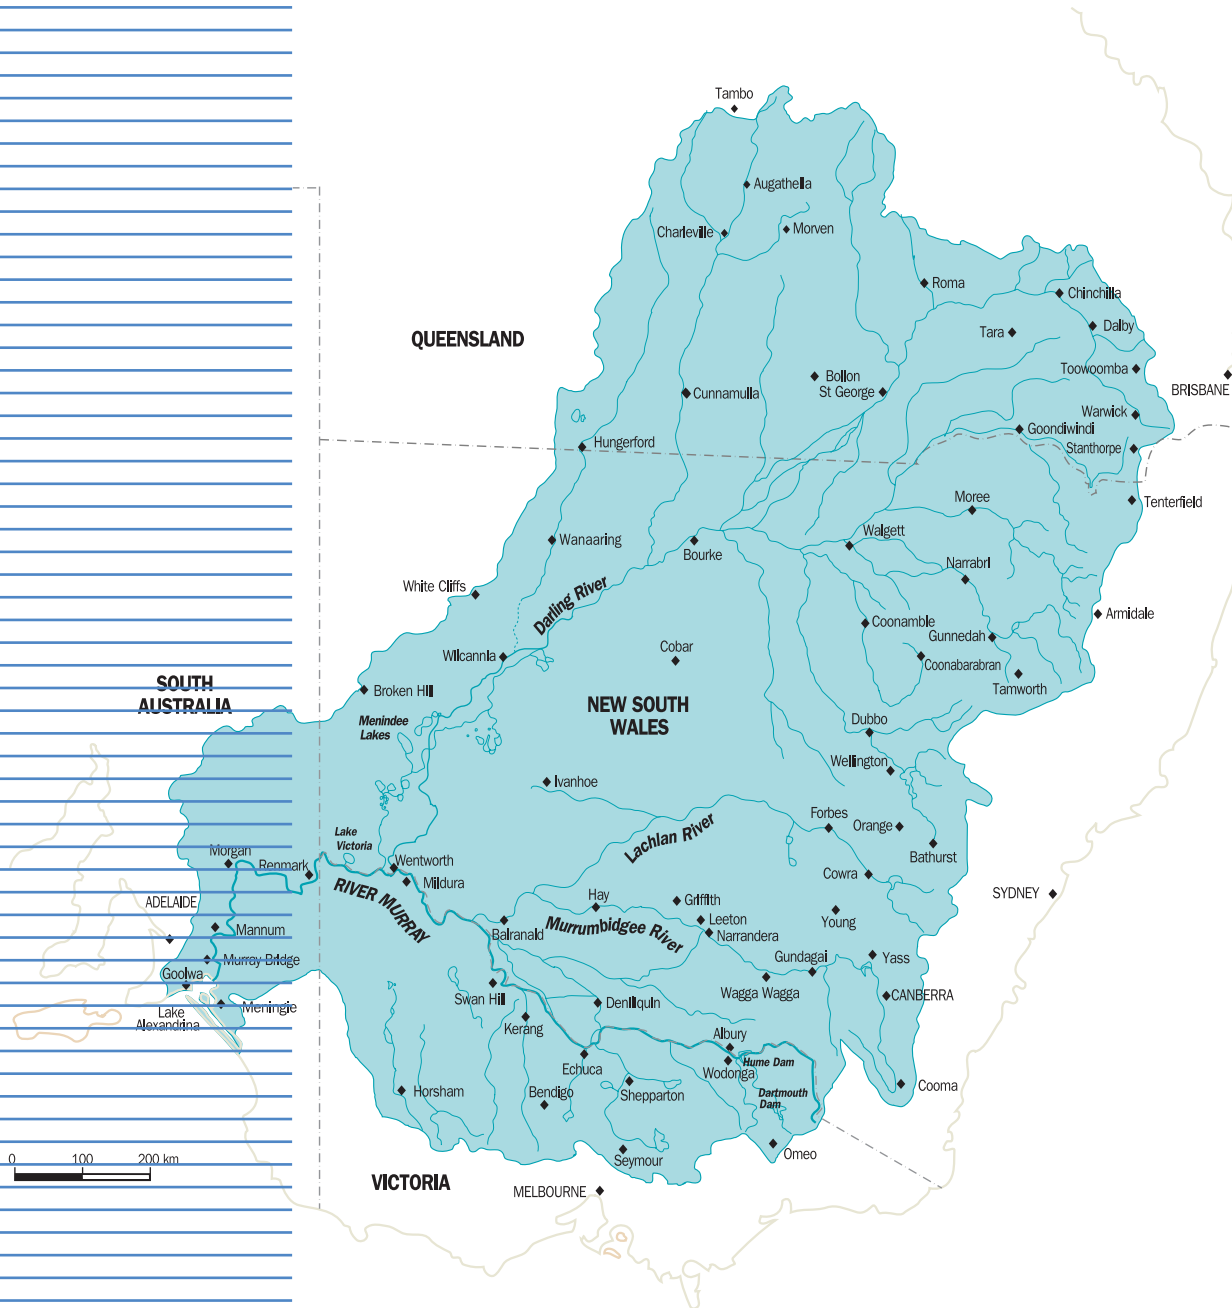 Tambo
Augathella
Charleville
Morven
Roma
Chinchilla
QUEENSLAND
Tara
Dalby
Toowoomba
Bollon
BRISBANE
Cunnamulla
St George
Warwick
Goondiwindi
Hungerford
Stanthorpe
Moree
Tenterfield
Walgett
Wanaaring
Bourke
Narrabri
White Cliffs
Darling River
Armidale
Coonamble
Gunnedah
Cobar
Wilcannia
Coonabarabran
SOUTH
AUSTRALIA
Broken Hill
Tamworth
NEW SOUTH
WALES
Menindee
Lakes
Dubbo
Wellington
Ivanhoe
Forbes
Orange
Lachlan River
Lake
Victoria
Morgan
Renmark
Wentworth
Bathurst
Mildura
Cowra
RIVER MURRAY
Hay
Griffith
SYDNEY
ADELAIDE
Leeton
Young
Mannum
Balranald
Murrumbidgee River
Narrandera
Murray Bridge
Gundagai
Yass
Goolwa
Swan Hill
Wagga Wagga
CANBERRA
Meningie
Deniliquin
Lake
Alexandrina
Kerang
Albury
Echuca
Wodonga
Hume Dam
Horsham
Bendigo
Shepparton
Dartmouth
Dam
Cooma
Seymour
Omeo
0 100 200 km
VICTORIA
MELBOURNE